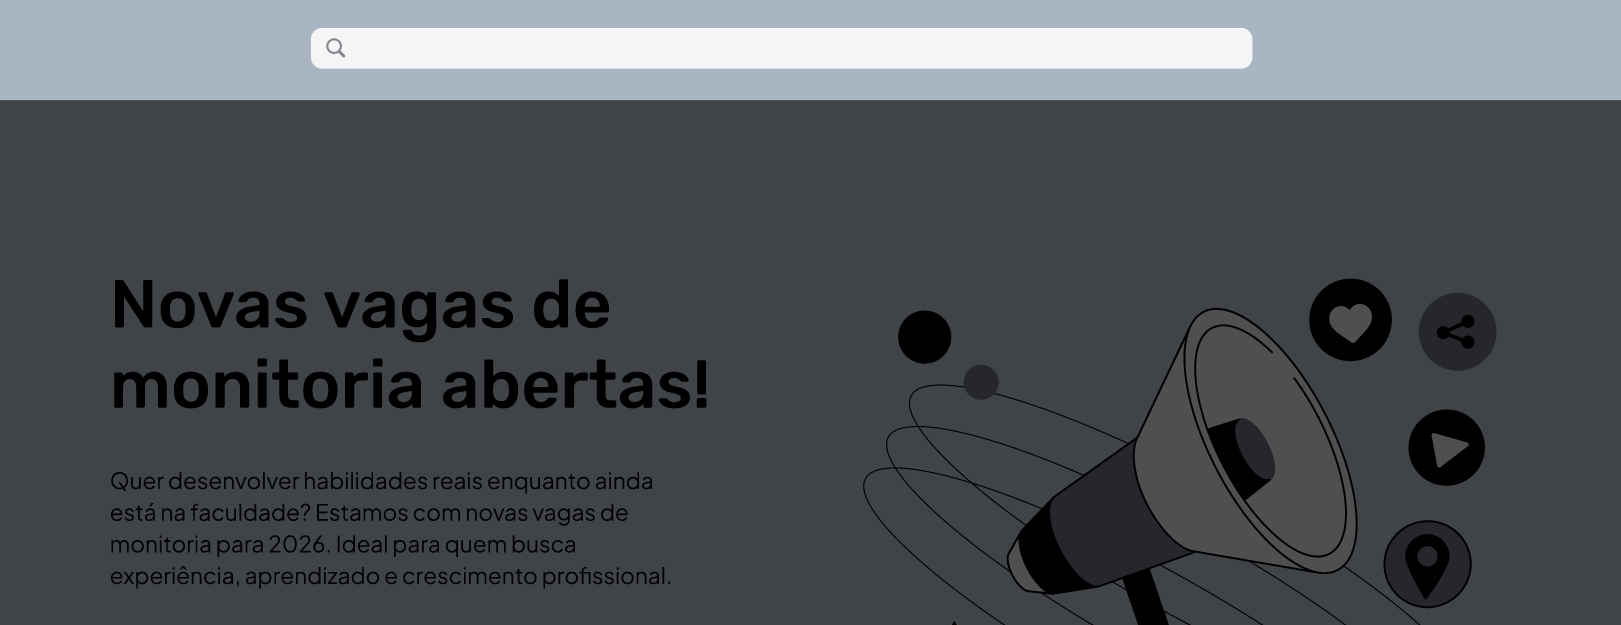 Novas vagas de
monitoria abertas!
Quer desenvolver habilidades reais enquanto ainda
está na faculdade? Estamos com novas vagas de
monitoria para 2026. Ideal para quem busca
experiência, aprendizado e crescimento profissional.